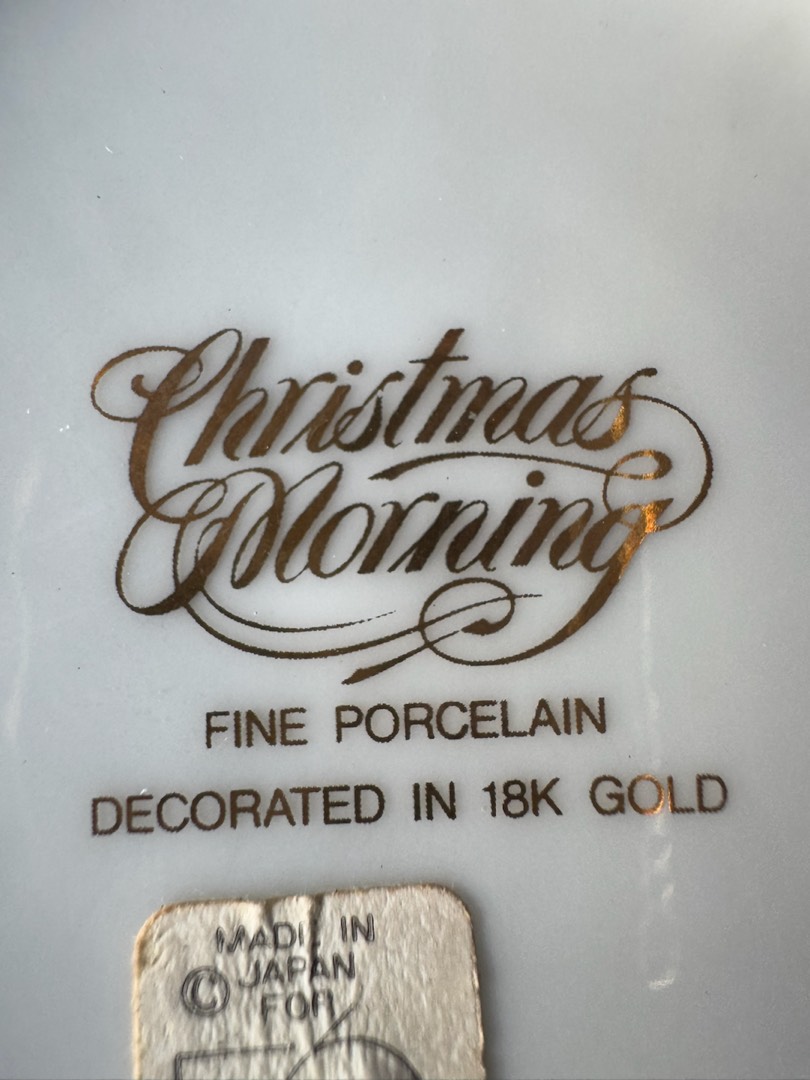 Christmas
Morning
FINE PORCELAIN
DECORATED IN 18K GOLD
MADE IN
© JAPAN
FOR